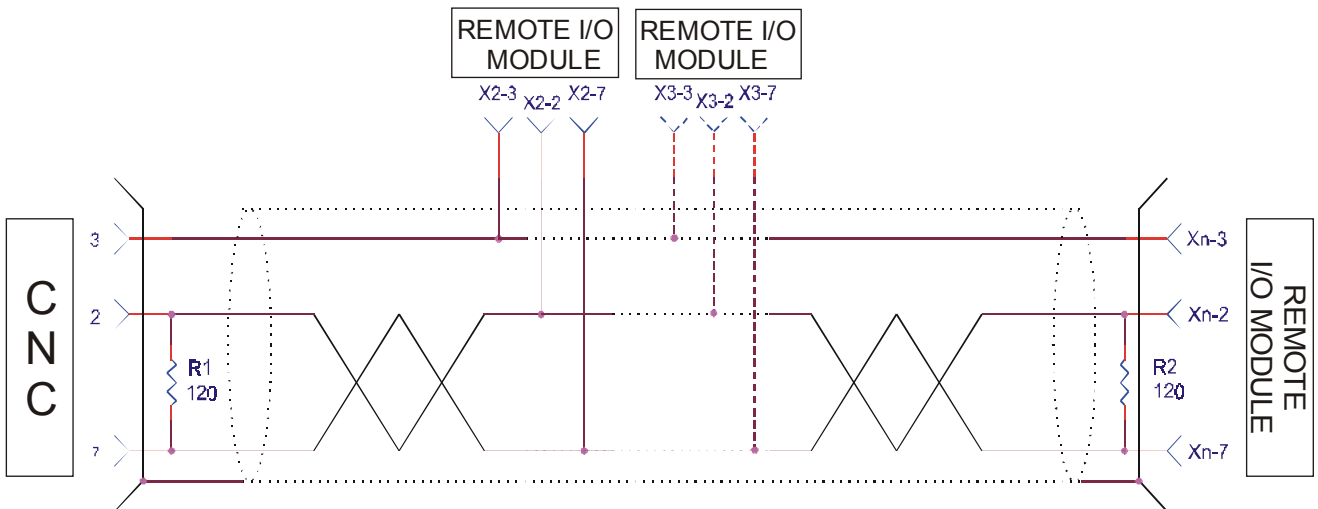 REMOTE I/O
MODULE
REMOTE I/O
MODULE
X2-3
X2-2
X2-7
X3-3
X3-2
X3-7
CNC
3
2
7
R1
120
R2
120
Xn-3
Xn-2
Xn-7
REMOTE
I/O MODULE